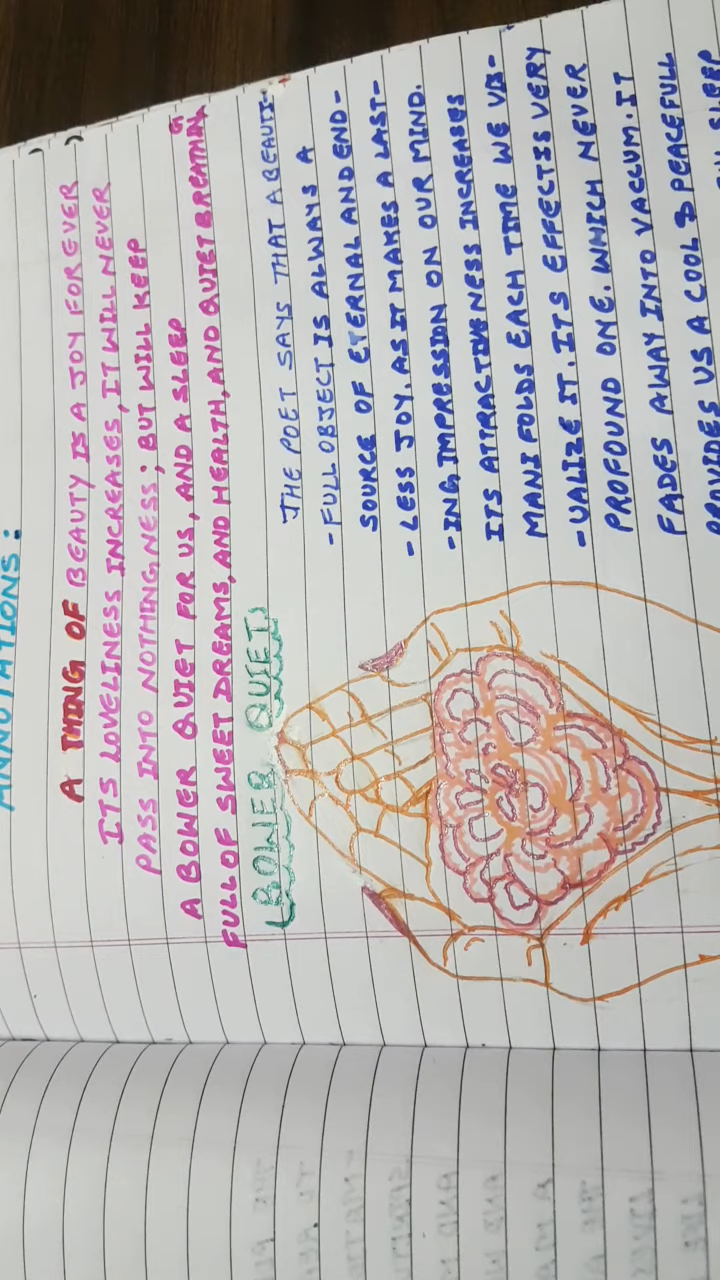 ANNOTATIONS:
A THING OF BEAUTY IS A JOY FOREVER
ITS LOVELINESS INCREASES, IT WILL NEVER
PASS INTO NOTHINGNESS; BUT WILL KEEP
A BOWER QUIET FOR US, AND A SLEEP
FULL OF SWEET DREAMS, AND HEALTH, AND QUIET BREATHING
BOWER QUIET:
THE POET SAYS THAT A BEAUTI-
-FULL OBJECT IS ALWAYS A
SOURCE OF ETERNAL AND END-
-LESS JOY. AS IT MAKES A LAST-
-ING IMPRESSION ON OUR MIND.
ITS ATTRACTIVENESS INCREASES
MANIFOLDS EACH TIME WE VIS-
-UALIZE IT. ITS EFFECT IS VERY
PROFOUND ONE. WHICH NEVER
FADES AWAY INTO VACCUM. IT
PROVIDES US A COOL & PEACEFULL
SLEEP